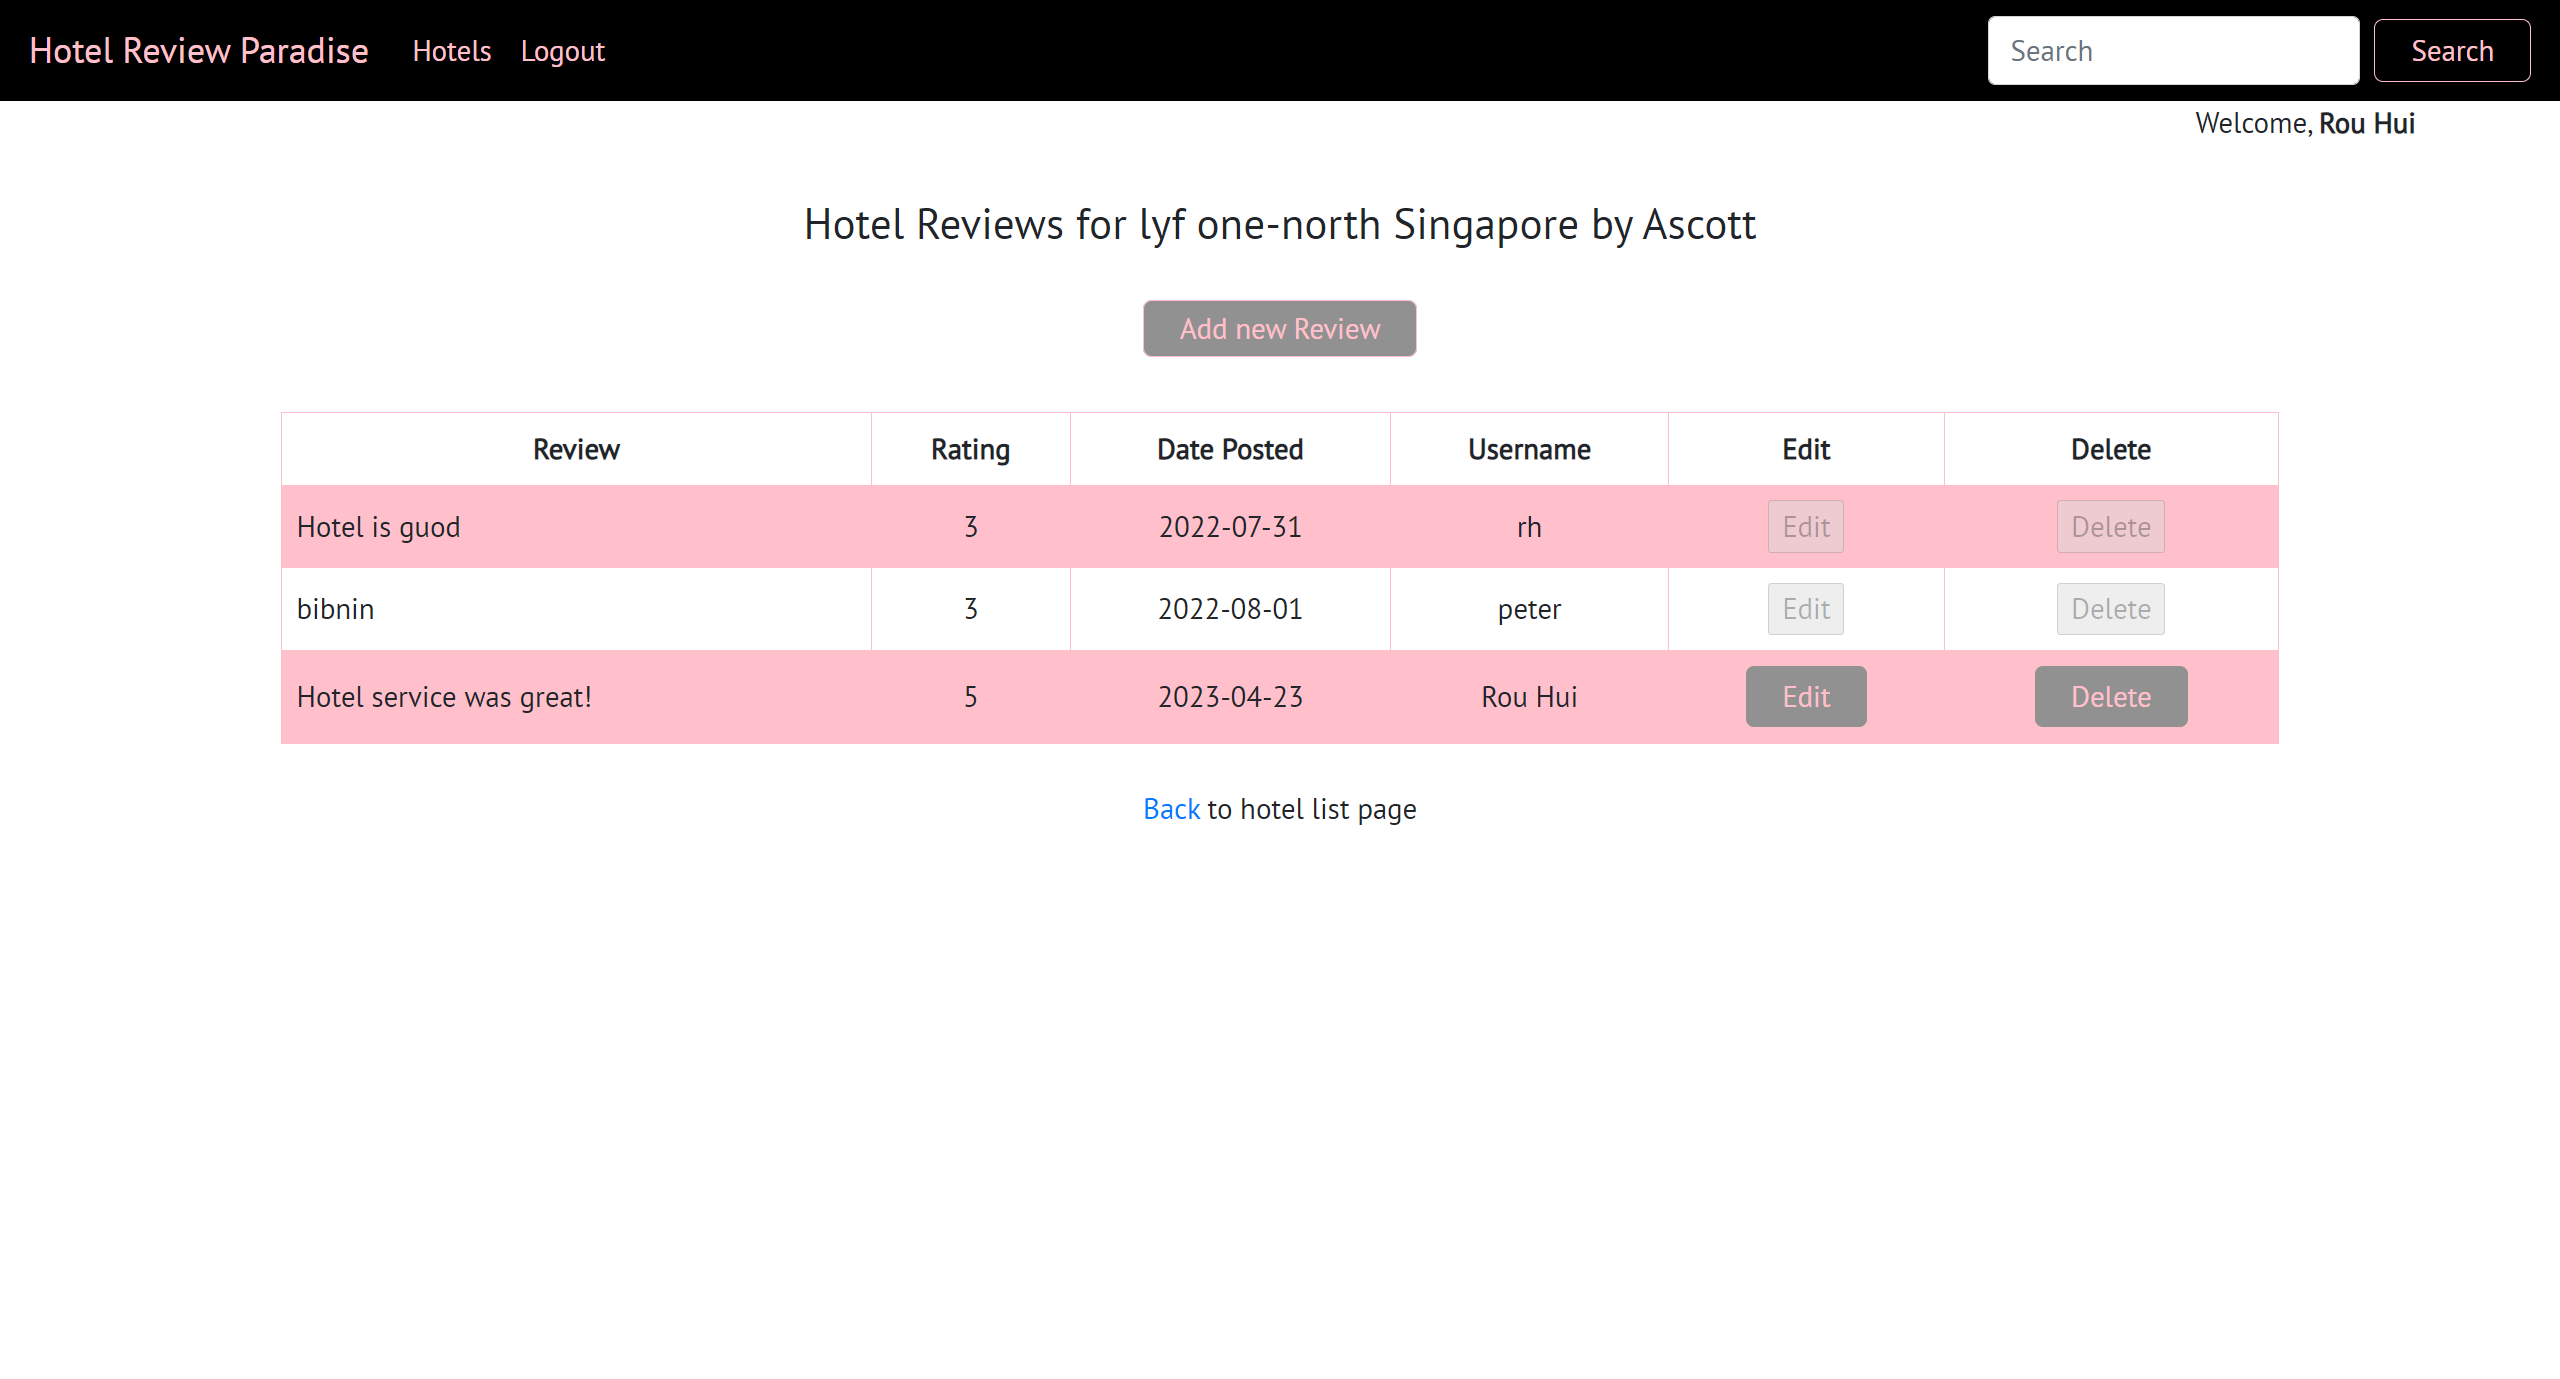 Hotel Review Paradise Hotels Logout Search Search
Welcome, Rou Hui
Hotel Reviews for lyf one-north Singapore by Ascott
Add new Review
Review Rating Date Posted Username Edit Delete
Hotel is guod 3 2022-07-31 rh Edit Delete
bibnin 3 2022-08-01 peter Edit Delete
Hotel service was great! 5 2023-04-23 Rou Hui Edit Delete
Back to hotel list page